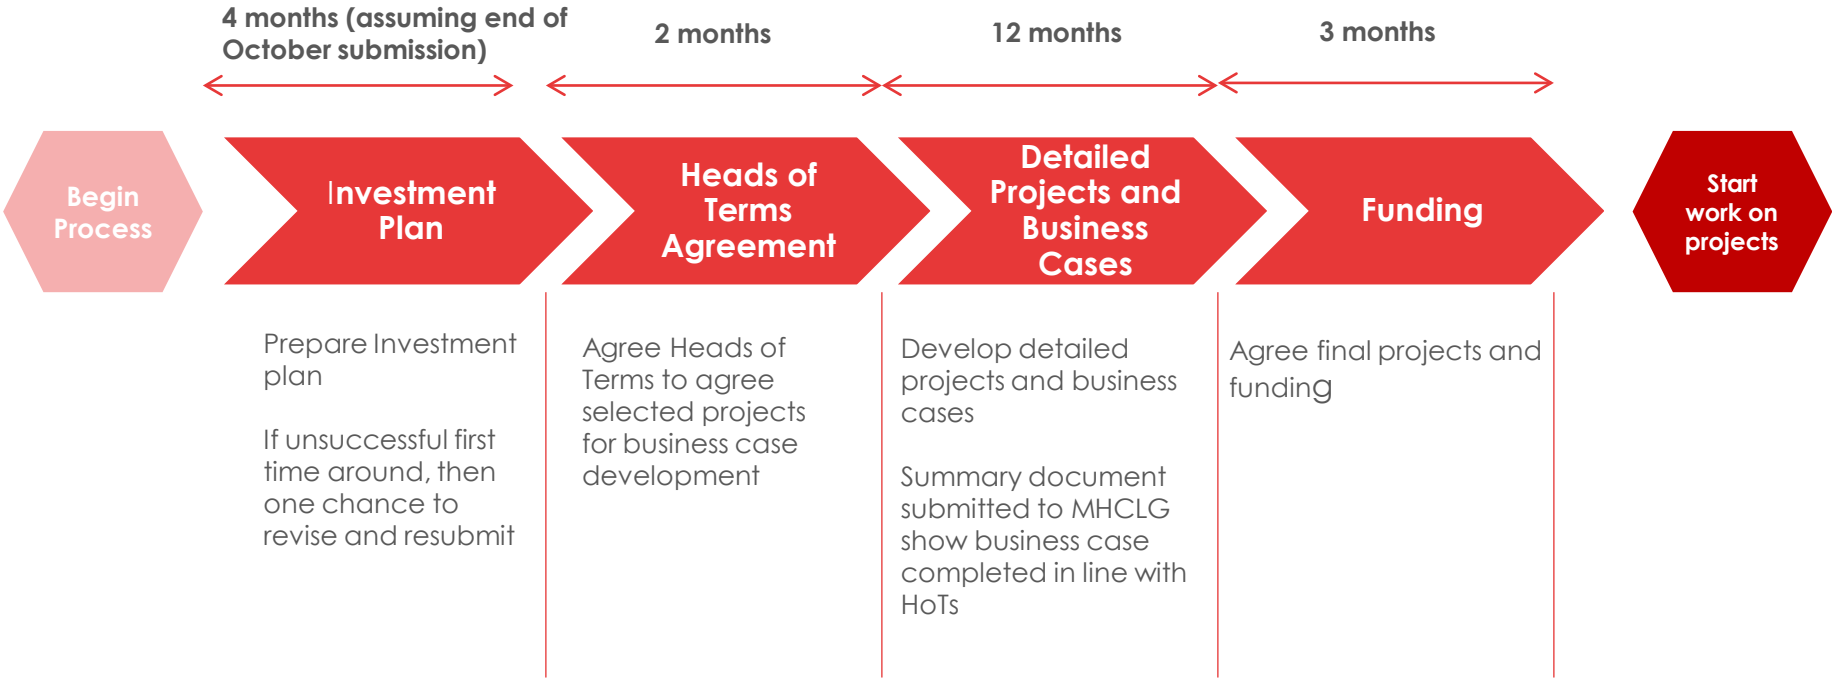 4 months (assuming end of
October submission)
2 months
12 months
3 months
Begin
Process
Investment
Plan
Heads of
Terms
Agreement
Detailed
Projects and
Business
Cases
Funding
Start
work on
projects
Prepare Investment
plan
If unsuccessful first
time around, then
one chance to
revise and resubmit
Agree Heads of
Terms to agree
selected projects
for business case
development
Develop detailed
projects and business
cases
Summary document
submitted to MHCLG
show business case
completed in line with
HoTs
Agree final projects and
funding